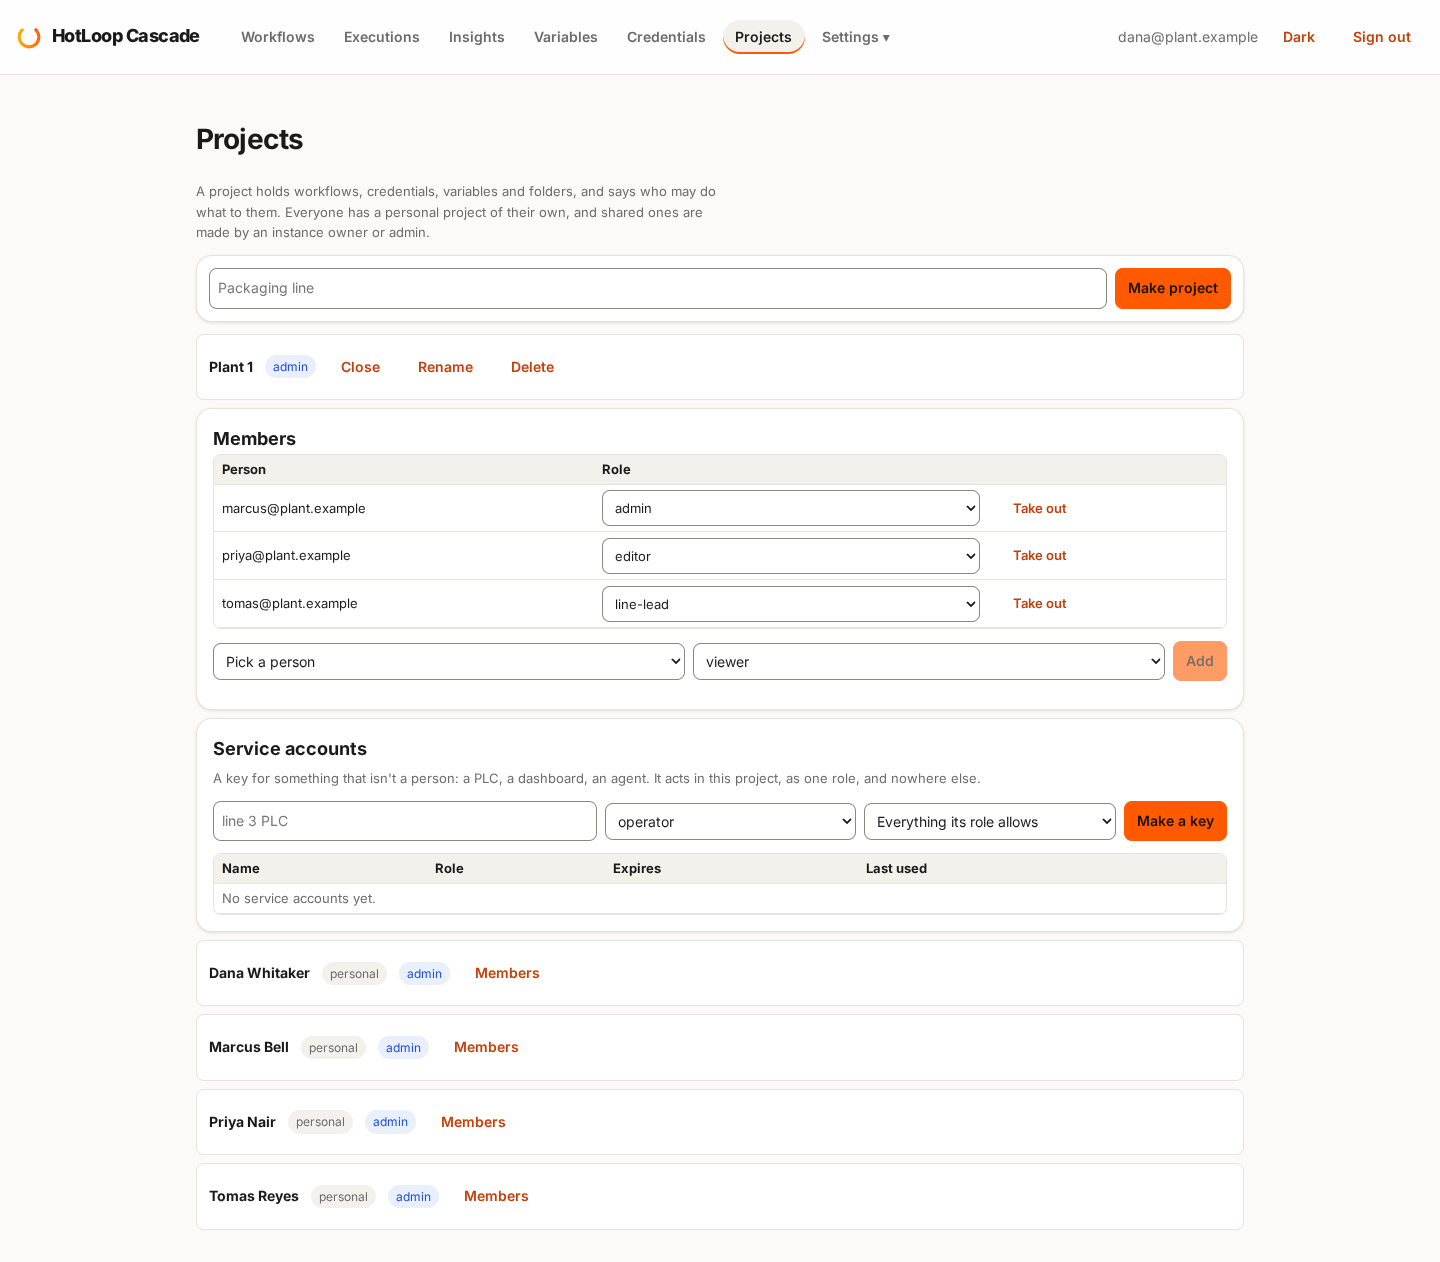 HotLoop Cascade
Workflows
Executions
Insights
Variables
Credentials
Projects
Settings ▾
dana@plant.example
Dark
Sign out
Projects
A project holds workflows, credentials, variables and folders, and says who may do
what to them. Everyone has a personal project of their own, and shared ones are
made by an instance owner or admin.
Packaging line
Make project
Plant 1 admin Close Rename Delete
Members
Person Role
marcus@plant.example admin Take out
priya@plant.example editor Take out
tomas@plant.example line-lead Take out
Pick a person viewer Add
Service accounts
A key for something that isn't a person: a PLC, a dashboard, an agent. It acts in this project, as one role, and nowhere else.
line 3 PLC operator Everything its role allows Make a key
Name Role Expires Last used
No service accounts yet.
Dana Whitaker personal admin Members
Marcus Bell personal admin Members
Priya Nair personal admin Members
Tomas Reyes personal admin Members